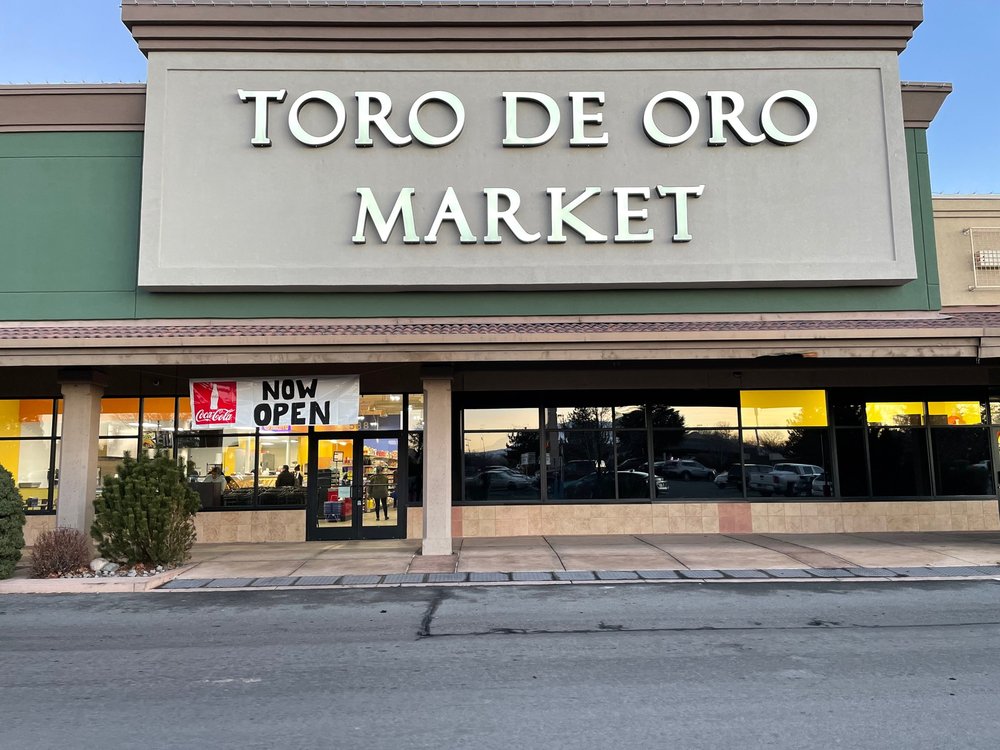 TORO DE ORO
MARKET
NOW
OPEN
Coca-Cola